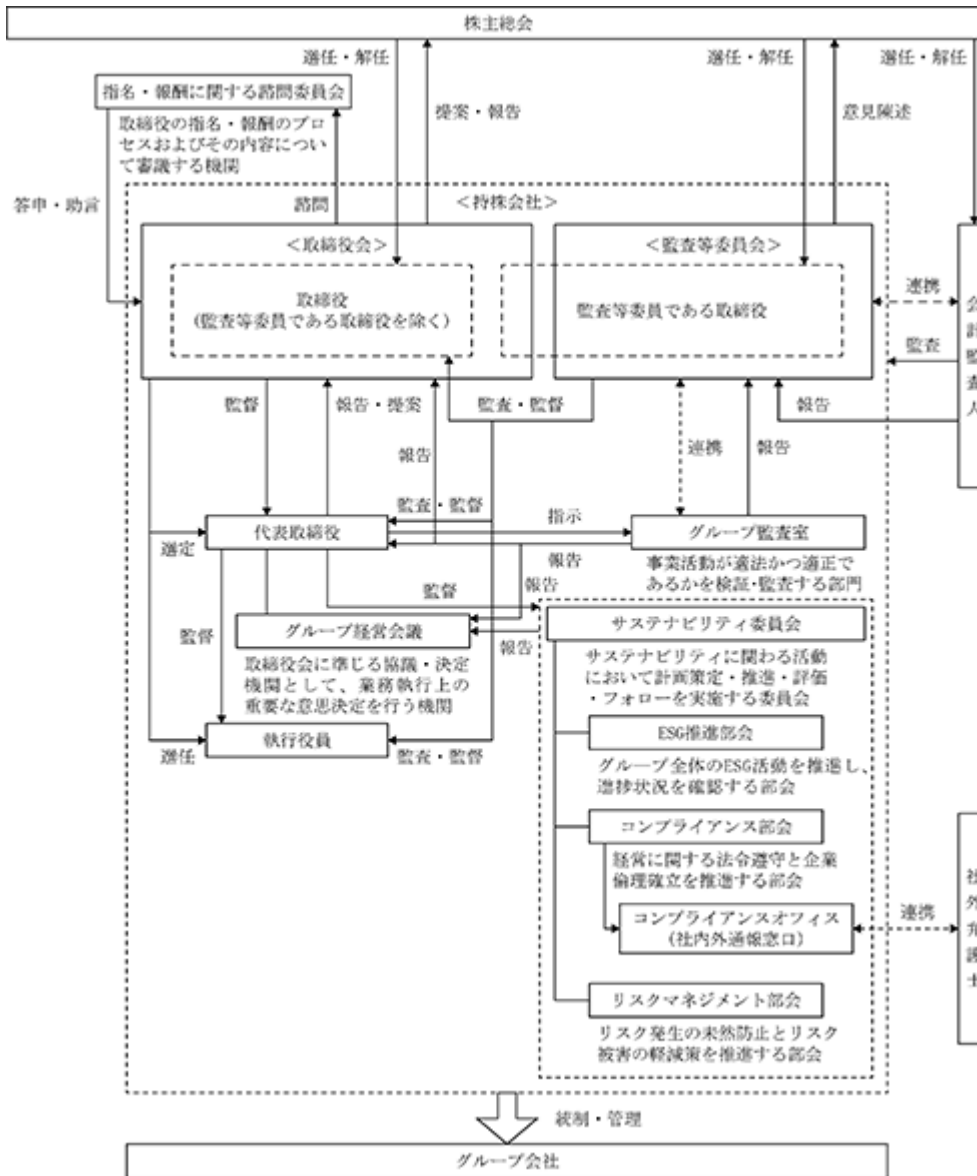 株主総会
選任・解任
選任・解任
選任・解任
指名・報酬に関する諮問委員会
提案・報告
意見陳述
取締役の指名・報酬のプロ
セスおよびその内容につい
て審議する機関
答申・助言
諮問
＜持株会社＞
＜取締役会＞
＜監査等委員会＞
取締役
(監査等委員である取締役を除く)
監査等委員である取締役
連携
会計監査人
監査
監督
報告・提案
監査・監督
報告
報告
連携
報告
監査・監督
指示
代表取締役
グループ監査室
選定
報告
事業活動が適法かつ適正で
あるかを検証・監査する部門
報告
監督
監督
グループ経営会議
報告
サステナビリティ委員会
取締役会に準じる協議・決定
機関として、業務執行上の
重要な意思決定を行う機関
サステナビリティに関わる活動
において計画策定・推進・評価
・フォローを実施する委員会
執行役員
選任
監査・監督
ESG推進部会
グループ全体のESG活動を推進し、
進捗状況を確認する部会
コンプライアンス部会
経営に関する法令遵守と企業
倫理確立を推進する部会
コンプライアンスオフィス
(社内外通報窓口)
連携
社外弁護士
リスクマネジメント部会
リスク発生の未然防止とリスク
被害の軽減策を推進する部会
統制・管理
グループ会社